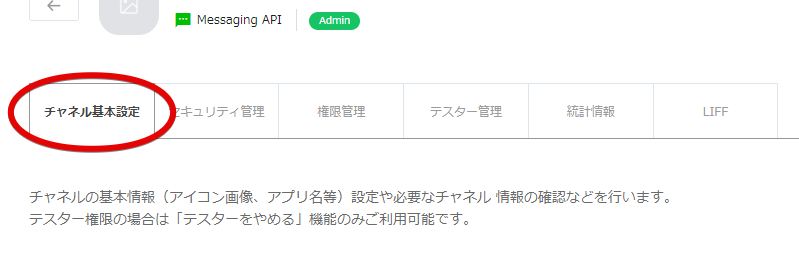 Messaging API Admin
チャネル基本設定 セキュリティ管理 権限管理 テスター管理 統計情報 LIFF
チャネルの基本情報（アイコン画像、アプリ名等）設定や必要なチャネル 情報の確認などを行います。
テスター権限の場合は「テスターをやめる」機能のみご利用可能です。